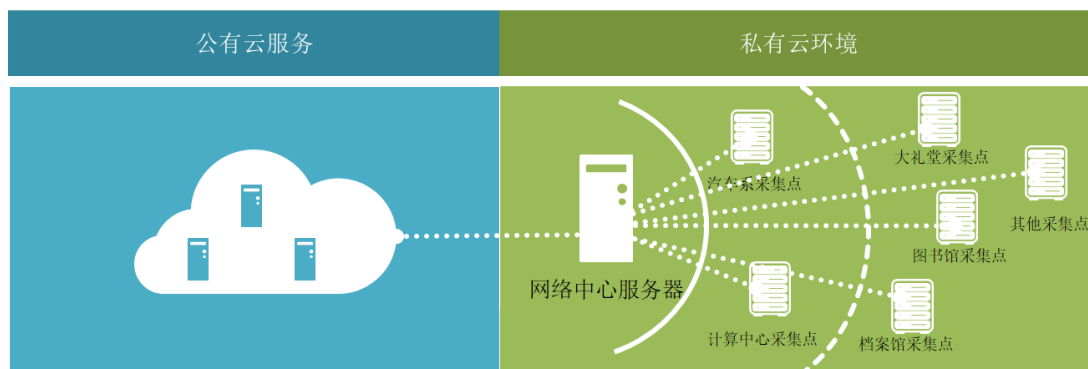 公有云服务
私有云环境
大礼堂采集点
汽车系采集点
其他采集点
图书馆采集点
网络中心服务器
计算中心采集点
档案馆采集点